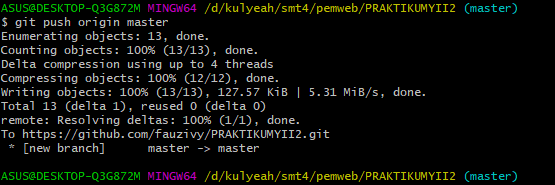 ASUS@DESKTOP-Q3G872M MINGW64 /d/kulyeah/smt4/pemweb/PRAKTIKUMYII2 (master)
$ git push origin master
Enumerating objects: 13, done.
Counting objects: 100% (13/13), done.
Delta compression using up to 4 threads
Compressing objects: 100% (12/12), done.
Writing objects: 100% (13/13), 127.57 KiB | 5.31 MiB/s, done.
Total 13 (delta 1), reused 0 (delta 0)
remote: Resolving deltas: 100% (1/1), done.
To https://github.com/fauzivy/PRAKTIKUMYII2.git
 * [new branch]      master -> master
ASUS@DESKTOP-Q3G872M MINGW64 /d/kulyeah/smt4/pemweb/PRAKTIKUMYII2 (master)